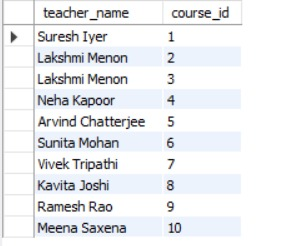 teacher_name course_id
Suresh Iyer 1
Lakshmi Menon 2
Lakshmi Menon 3
Neha Kapoor 4
Arvind Chatterjee 5
Sunita Mohan 6
Vivek Tripathi 7
Kavita Joshi 8
Ramesh Rao 9
Meena Saxena 10